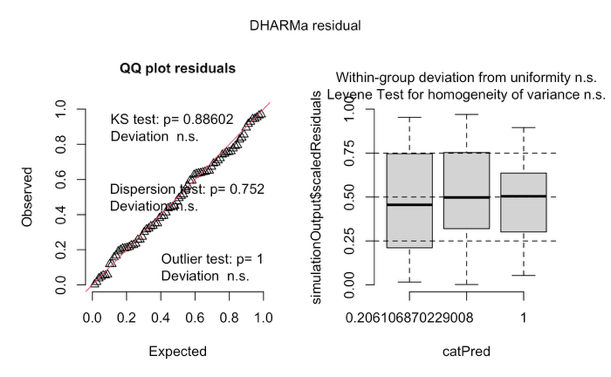 DHARMa residual
QQ plot residuals
KS test: p= 0.88602
Deviation n.s.
Dispersion test: p= 0.752
Deviation n.s.
Outlier test: p= 1
Deviation n.s.
Observed
0.0 0.2 0.4 0.6 0.8 1.0
0.0 0.2 0.4 0.6 0.8 1.0
Expected
Within-group deviation from uniformity n.s.
Levene Test for homogeneity of variance n.s.
simulationOutput$scaledResiduals
0.00 0.25 0.50 0.75 1.00
0.206106870229008 1
catPred